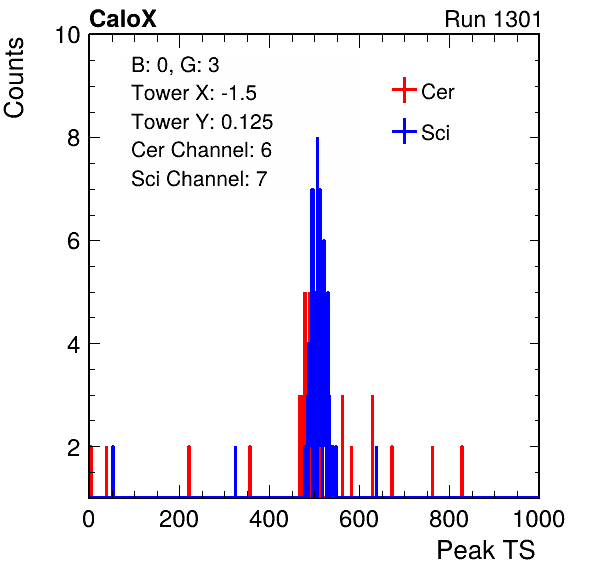 CaloX Run 1301
Counts
B: 0, G: 3
Tower X: -1.5
Tower Y: 0.125
Cer Channel: 6
Sci Channel: 7
Cer
Sci
10
8
6
4
2
0 200 400 600 800 1000
Peak TS